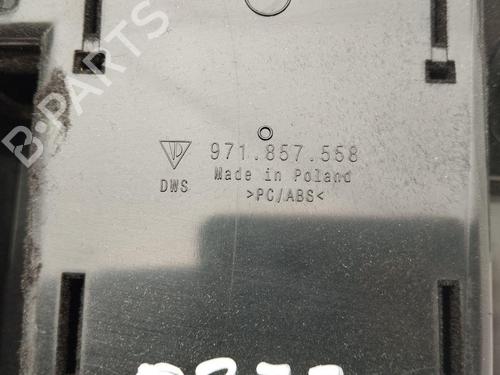 B-PARTS
971.857.558
DWS
Made in Poland
>PC/ABS<